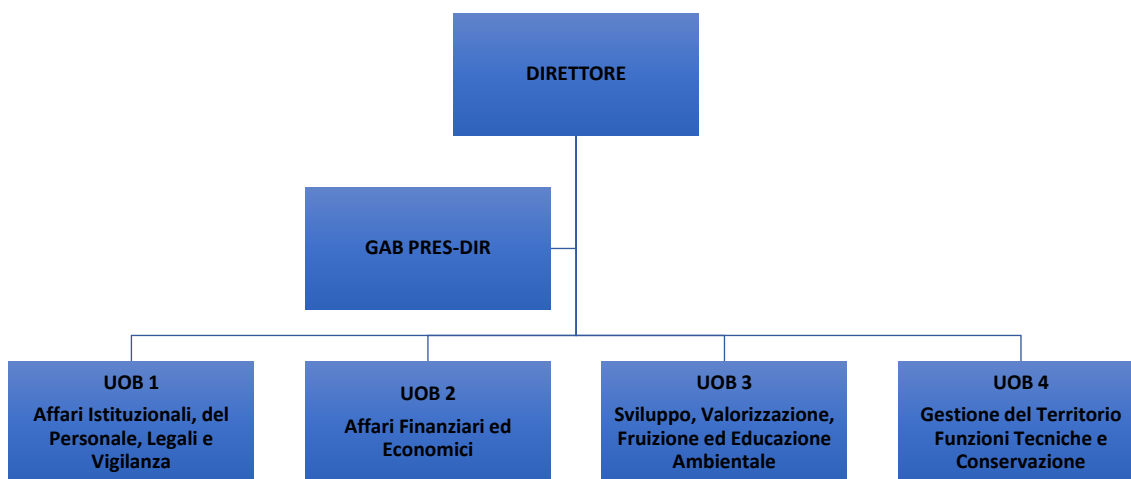 DIRETTORE
GAB PRES-DIR
UOB 1
Affari Istituzionali, del
Personale, Legali e
Vigilanza
UOB 2
Affari Finanziari ed
Economici
UOB 3
Sviluppo, Valorizzazione,
Fruizione ed Educazione
Ambientale
UOB 4
Gestione del Territorio
Funzioni Tecniche e
Conservazione